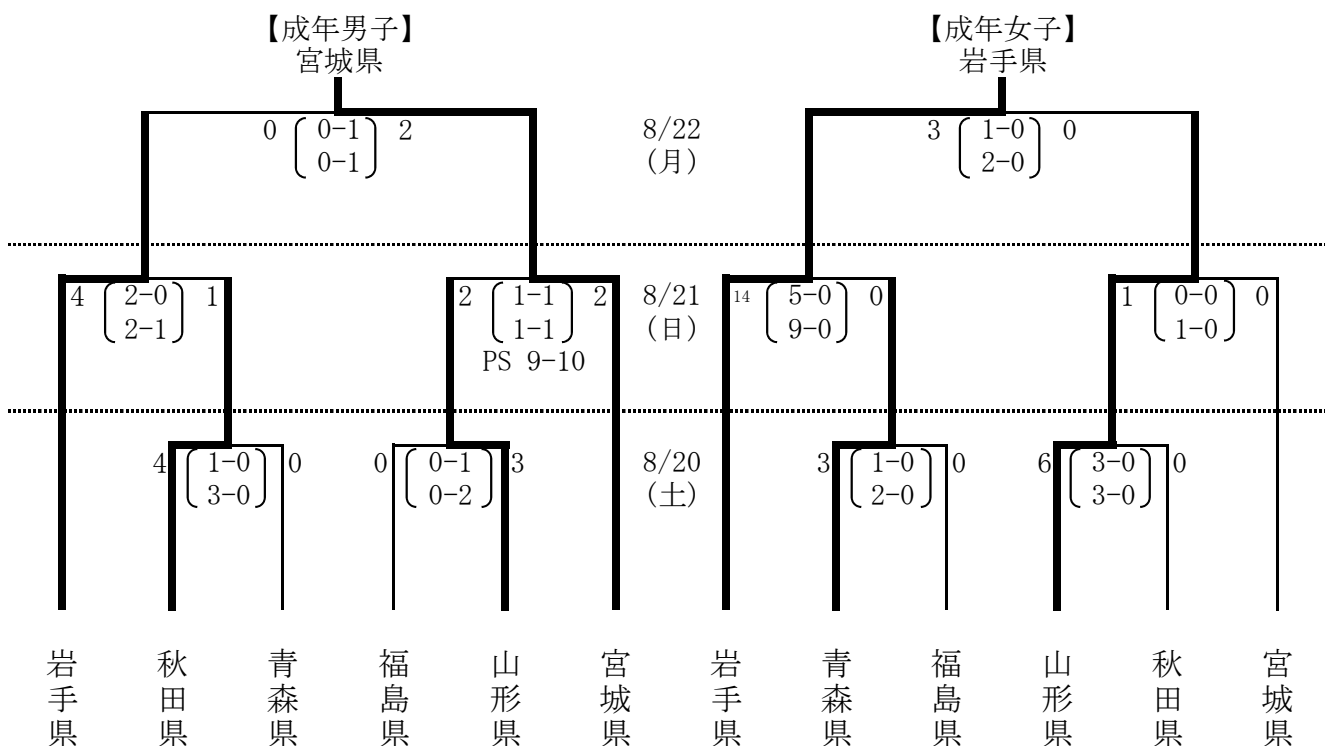 【成年男子】
宮城県
【成年女子】
岩手県
0 0-1 2
0-1
8/22
(月)
3 1-0 0
2-0
4 2-0 1
2-1
2 1-1 2
1-1
PS 9-10
8/21
(日)
14 5-0 0
9-0
1 0-0 0
1-0
4 1-0 0
3-0
0 0-1 3
0-2
8/20
(土)
3 1-0 0
2-0
6 3-0 0
3-0
岩手県
秋田県
青森県
福島県
山形県
宮城県
岩手県
青森県
福島県
山形県
秋田県
宮城県